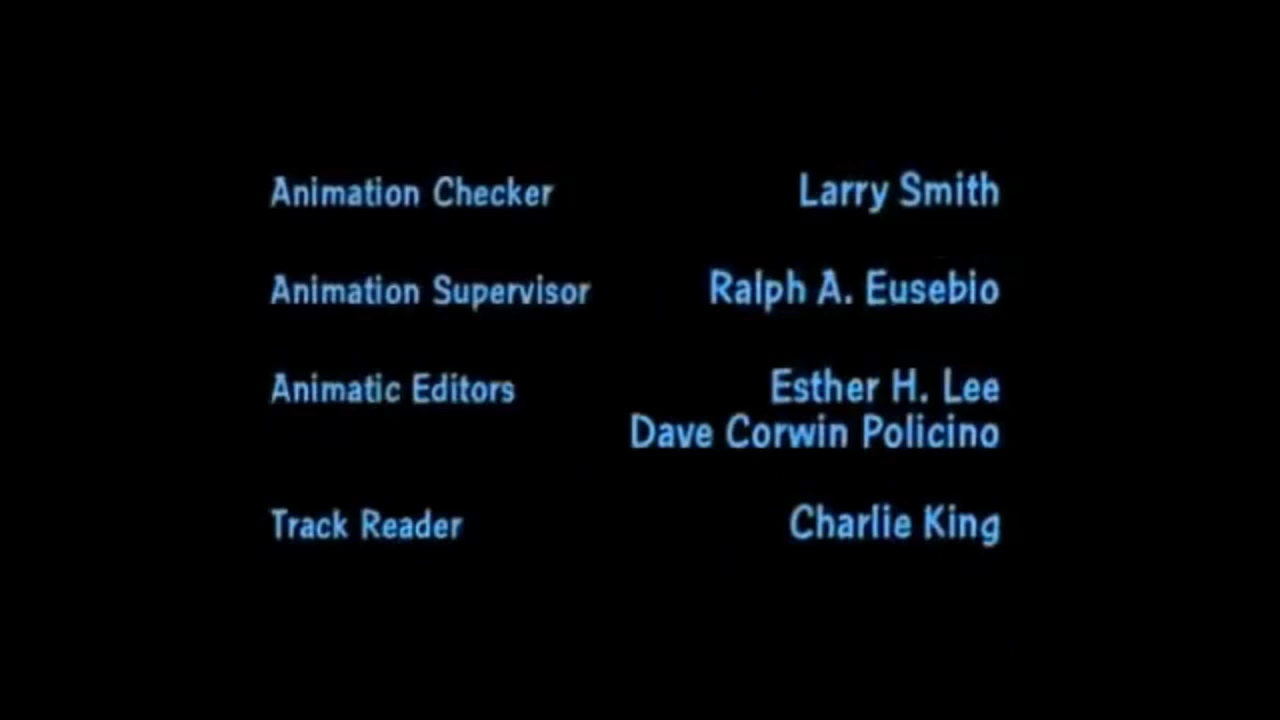 Animation Checker Larry Smith
Animation Supervisor Ralph A. Eusebio
Animatic Editors Esther H. Lee
Dave Corwin Policino
Track Reader Charlie King